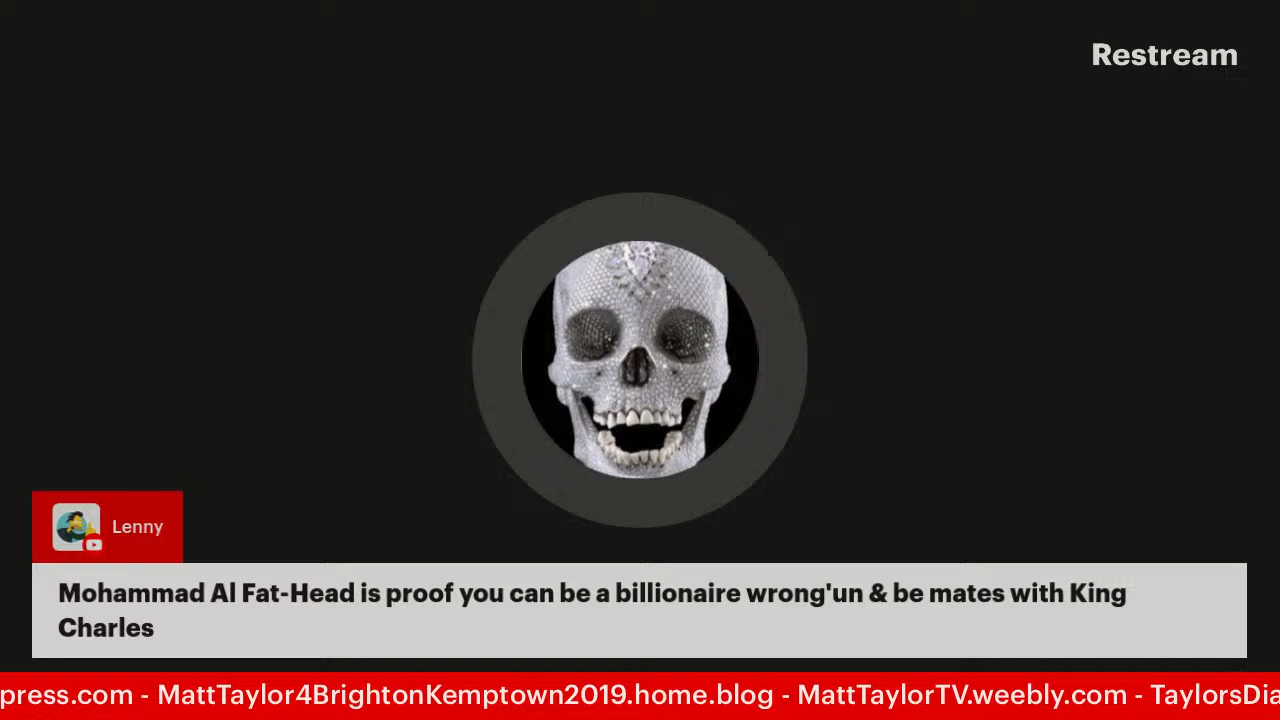 Restream
Lenny
Mohammad Al Fat-Head is proof you can be a billionaire wrong'un & be mates with King
Charles
press.com - MattTaylor4BrightonKemptown2019.home.blog - MattTaylorTV.weebly.com - TaylorsDia